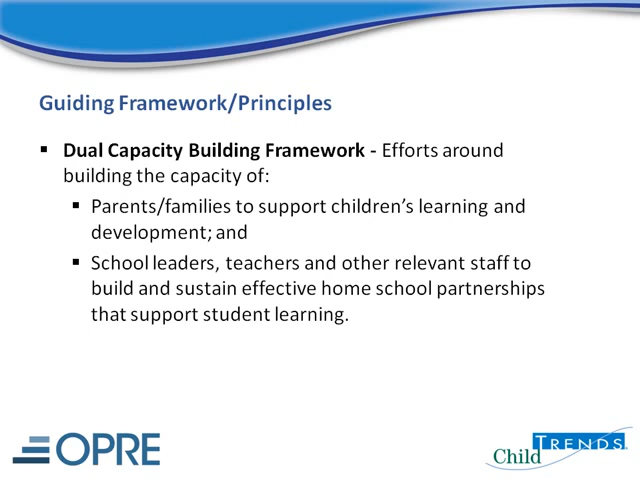 Guiding Framework/Principles
▪ Dual Capacity Building Framework - Efforts around
building the capacity of:
▪ Parents/families to support children's learning and
development; and
▪ School leaders, teachers and other relevant staff to
build and sustain effective home school partnerships
that support student learning.
OPRE
Child TRENDS